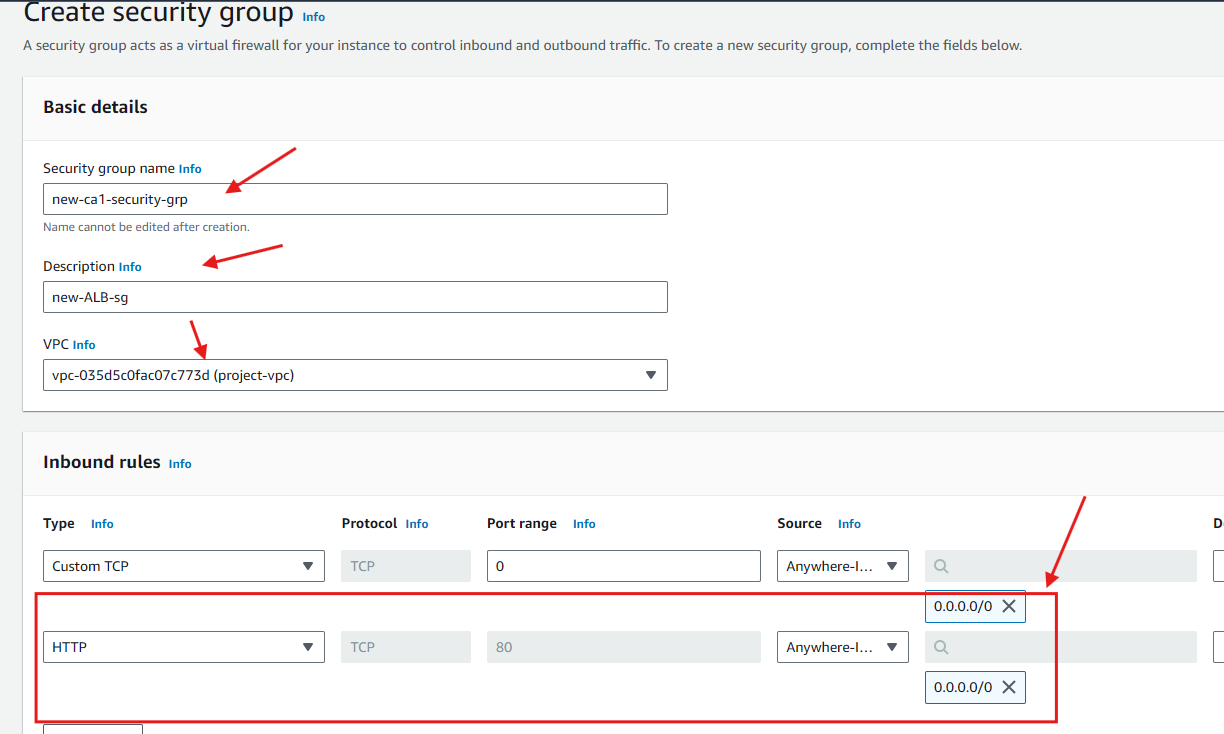 Create security group Info
A security group acts as a virtual firewall for your instance to control inbound and outbound traffic. To create a new security group, complete the fields below.
Basic details
Security group name Info
new-ca1-security-grp
Name cannot be edited after creation.
Description Info
new-ALB-sg
VPC Info
vpc-035d5c0fac07c773d (project-vpc)
Inbound rules Info
Type Info Protocol Info Port range Info Source Info
Custom TCP TCP 0 Anywhere-I...
0.0.0.0/0
HTTP TCP 80 Anywhere-I...
0.0.0.0/0